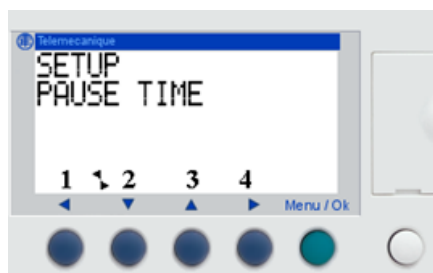 Telemecanique
SETUP
PAUSE TIME
1 2 3 4
Menu / Ok